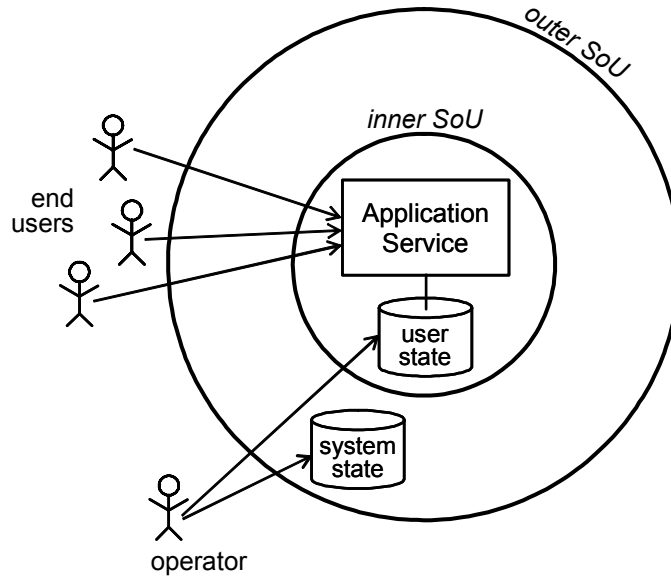 outer SoU
inner SoU
end
users
Application
Service
user
state
system
state
operator